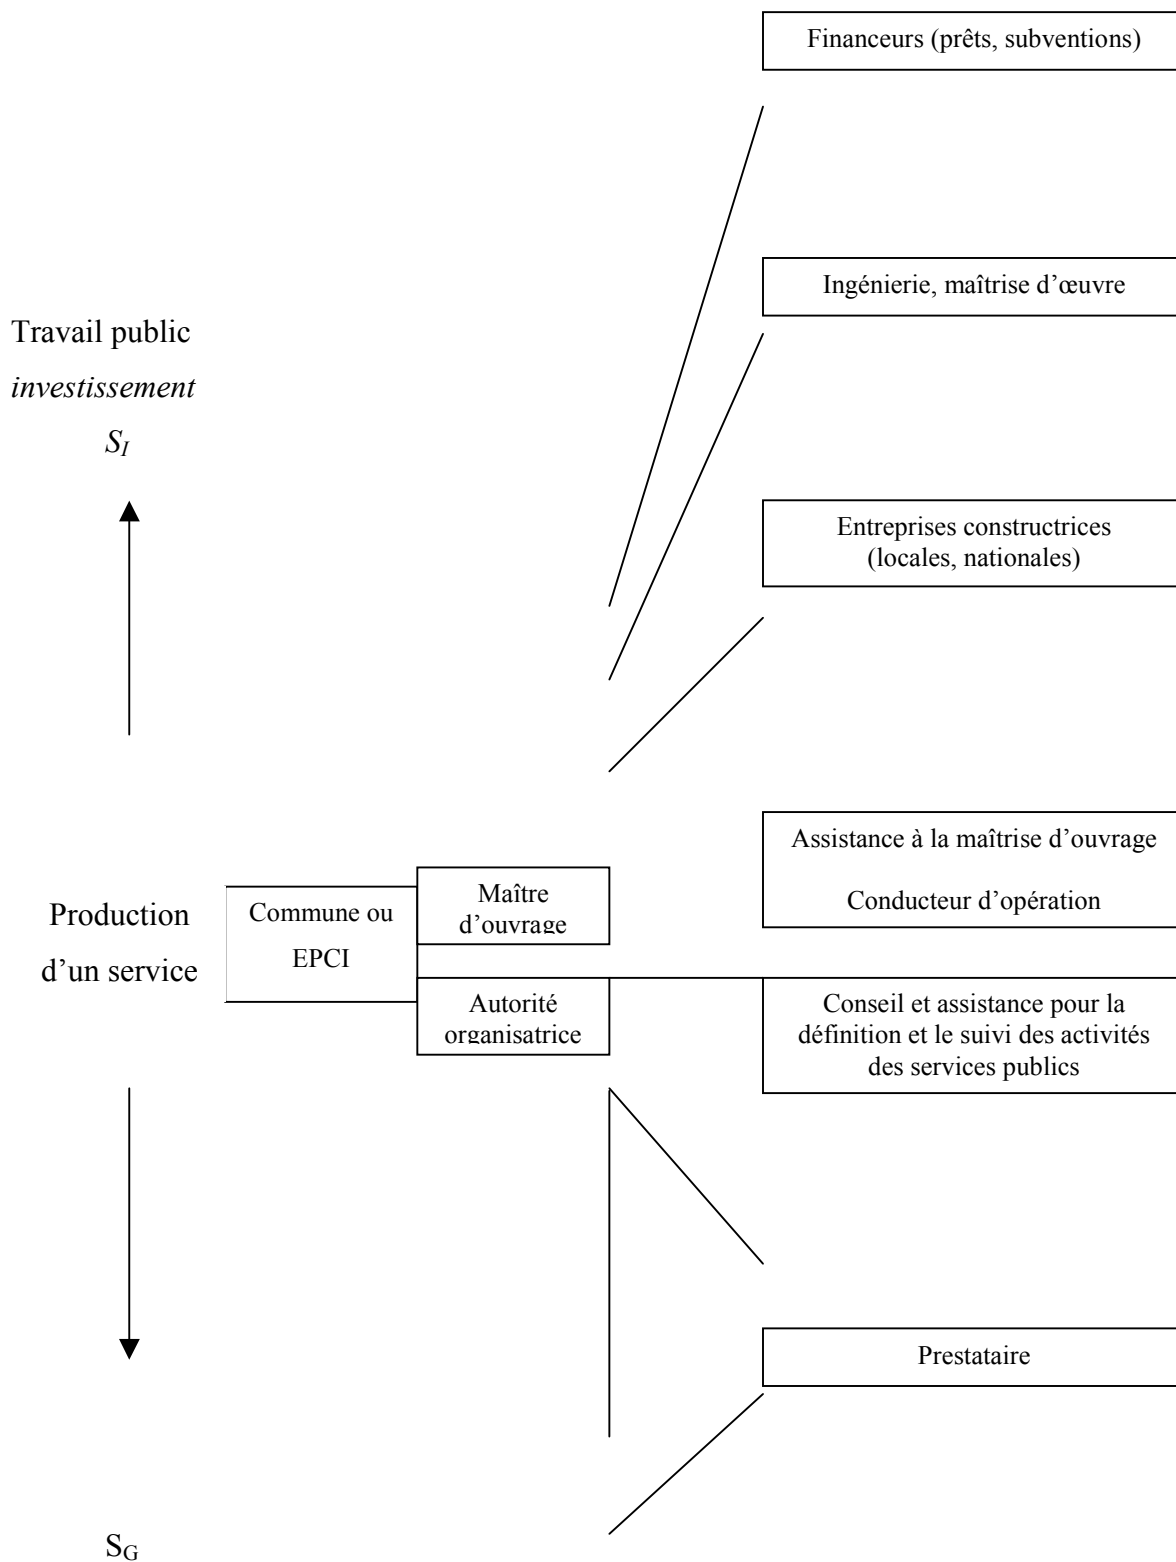 Financeurs (prêts, subventions)
Ingénierie, maîtrise d’œuvre
Travail public
investissement
S_I
Entreprises constructrices
(locales, nationales)
Assistance à la maîtrise d’ouvrage
Conducteur d’opération
Production
d’un service
Commune ou
EPCI
Maître
d’ouvrage
Autorité
organisatrice
Conseil et assistance pour la
définition et le suivi des activités
des services publics
Prestataire
S_G